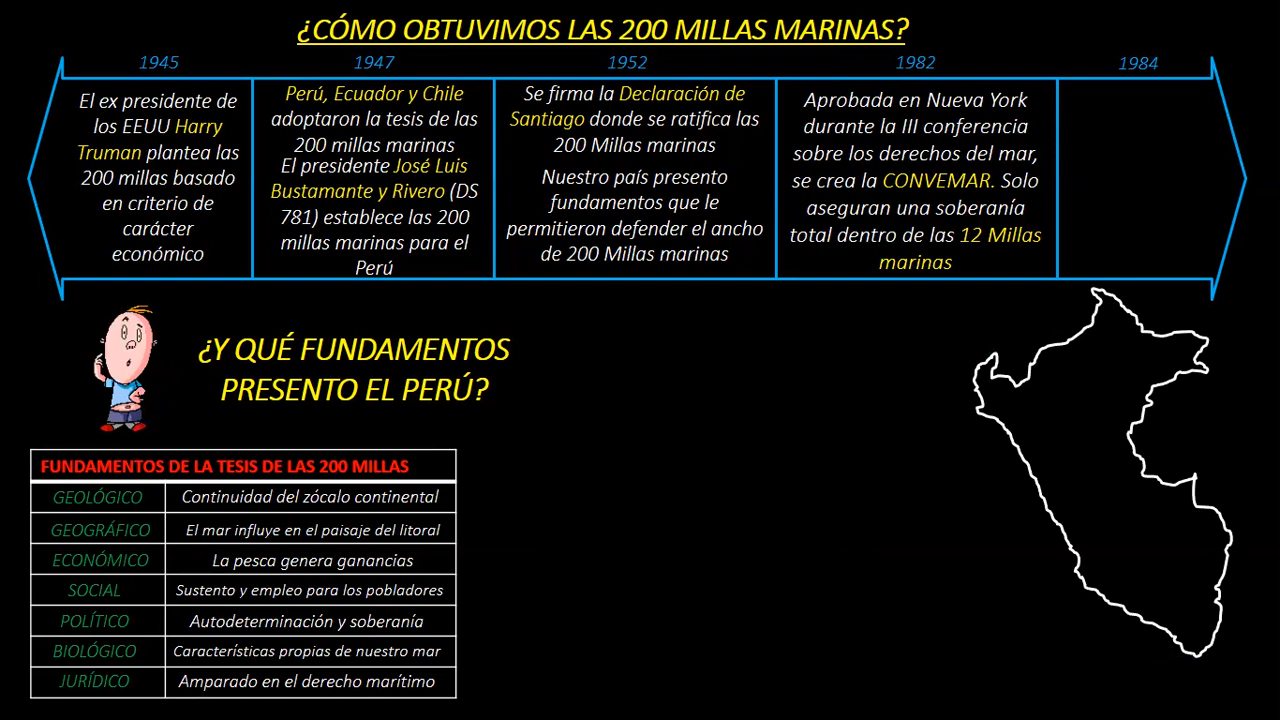 ¿CÓMO OBTUVIMOS LAS 200 MILLAS MARINAS?
1945
1947
1952
1982
1984
El ex presidente de
los EEUU Harry
Truman plantea las
200 millas basado
en criterio de
carácter
económico
Perú, Ecuador y Chile
adoptaron la tesis de las
200 millas marinas
El presidente José Luis
Bustamante y Rivero (DS
781) establece las 200
millas marinas para el
Perú
Se firma la Declaración de
Santiago donde se ratifica las
200 Millas marinas
Nuestro país presento
fundamentos que le
permitieron defender el ancho
de 200 Millas marinas
Aprobada en Nueva York
durante la III conferencia
sobre los derechos del mar,
se crea la CONVEMAR. Solo
aseguran una soberanía
total dentro de las 12 Millas
marinas
¿Y QUÉ FUNDAMENTOS
PRESENTO EL PERÚ?
FUNDAMENTOS DE LA TESIS DE LAS 200 MILLAS
GEOLÓGICO Continuidad del zócalo continental
GEOGRÁFICO El mar influye en el paisaje del litoral
ECONÓMICO La pesca genera ganancias
SOCIAL Sustento y empleo para los pobladores
POLÍTICO Autodeterminación y soberanía
BIOLÓGICO Características propias de nuestro mar
JURÍDICO Amparado en el derecho marítimo